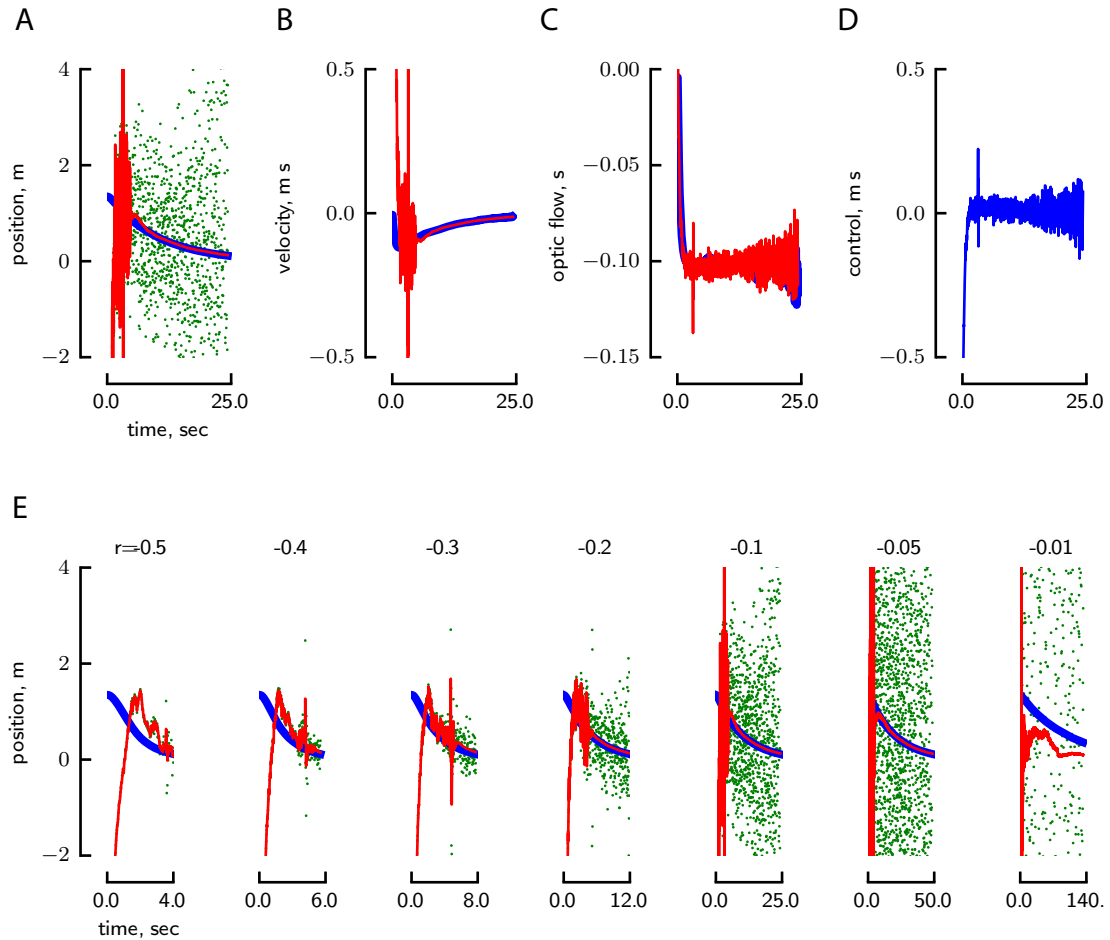 A B C D
4 0.5 0.00 0.5
2 −0.05
position, m velocity, m s 0.0 optic flow, s −0.10 control, m s 0.0
0
−2 −0.5 −0.15 −0.5
0.0 25.0 0.0 25.0 0.0 25.0 0.0 25.0
time, sec
E
r=-0.5 -0.4 -0.3 -0.2 -0.1 -0.05 -0.01
4
2
position, m
0
−2
0.0 4.0 0.0 6.0 0.0 8.0 0.0 12.0 0.0 25.0 0.0 50.0 0.0 140.
time, sec